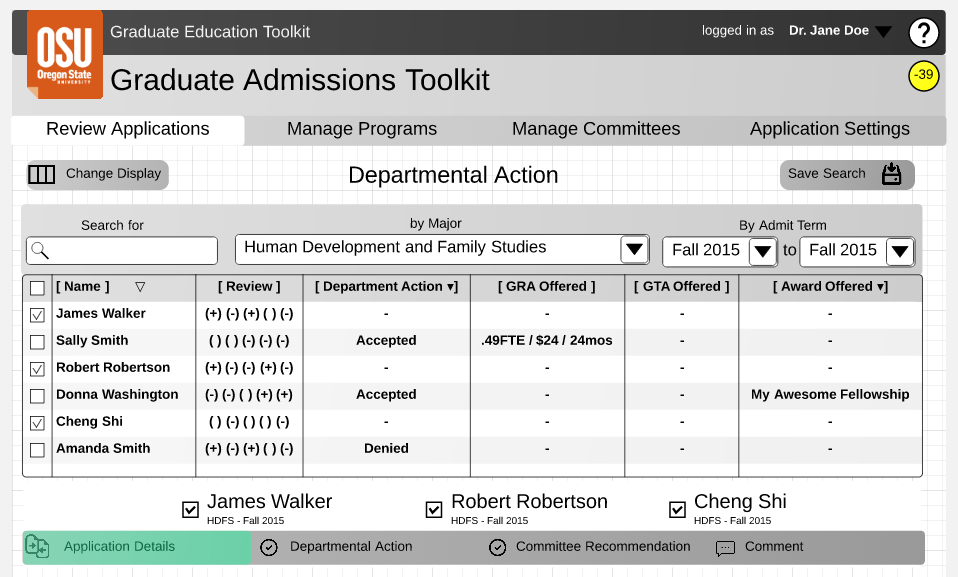 Graduate Education Toolkit
logged in as Dr. Jane Doe
?
OSU
Oregon State
UNIVERSITY
Graduate Admissions Toolkit
-39
Review Applications Manage Programs Manage Committees Application Settings
Change Display
Departmental Action
Save Search
Search for by Major By Admit Term
Human Development and Family Studies Fall 2015 to Fall 2015
[ Name ] [ Review ] [ Department Action ▾] [ GRA Offered ] [ GTA Offered ] [ Award Offered ▾]
James Walker (+) (-) (+) ( ) (-) - - - -
Sally Smith ( ) ( ) (-) (-) (-) Accepted .49FTE / $24 / 24mos - -
Robert Robertson (+) (-) (-) (+) (-) - - - -
Donna Washington (-) (-) ( ) (+) (+) Accepted - - My Awesome Fellowship
Cheng Shi ( ) (-) ( ) ( ) (-) - - - -
Amanda Smith (+) (-) (+) ( ) (-) Denied - - -
James Walker Robert Robertson Cheng Shi
HDFS - Fall 2015 HDFS - Fall 2015 HDFS - Fall 2015
Application Details Departmental Action Committee Recommendation Comment